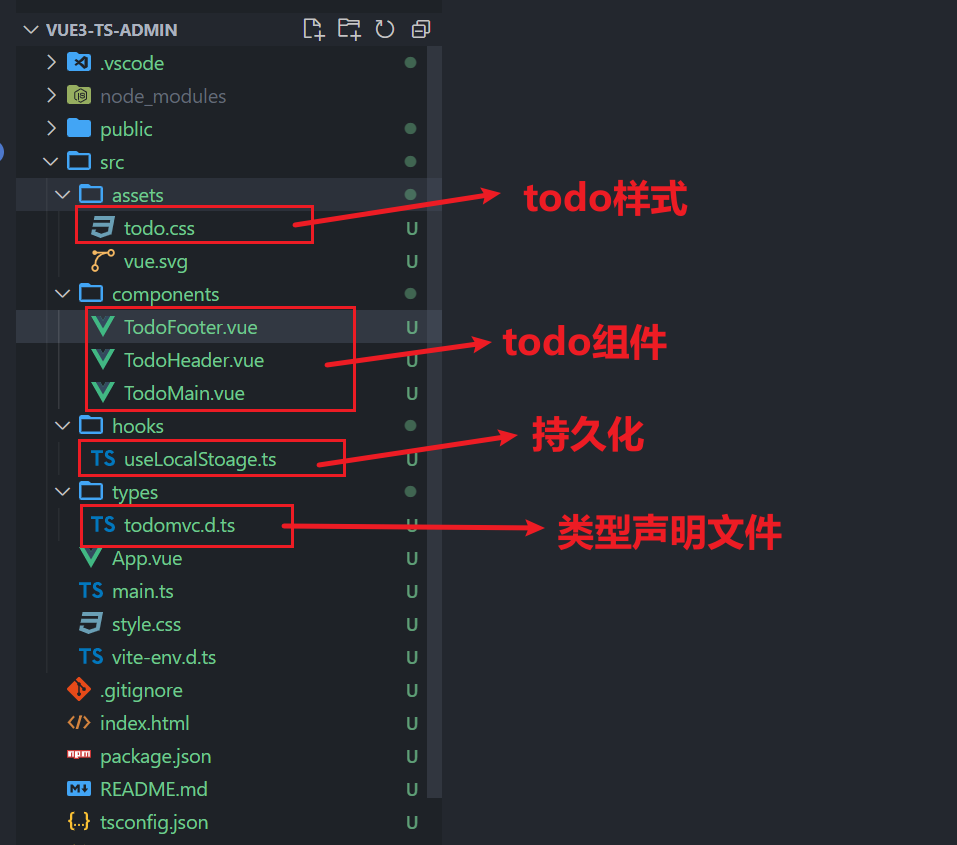 VUE3-TS-ADMIN
.vscode
node_modules
public
src
assets
todo样式
todo.css U
vue.svg U
components
TodoFooter.vue U
todo组件
TodoHeader.vue U
TodoMain.vue U
hooks
持久化
TS useLocalStoage.ts U
types
TS todomvc.d.ts U
类型声明文件
App.vue U
TS main.ts U
style.css U
TS vite-env.d.ts U
.gitignore U
index.html U
npm package.json U
M README.md U
{..} tsconfig.json U